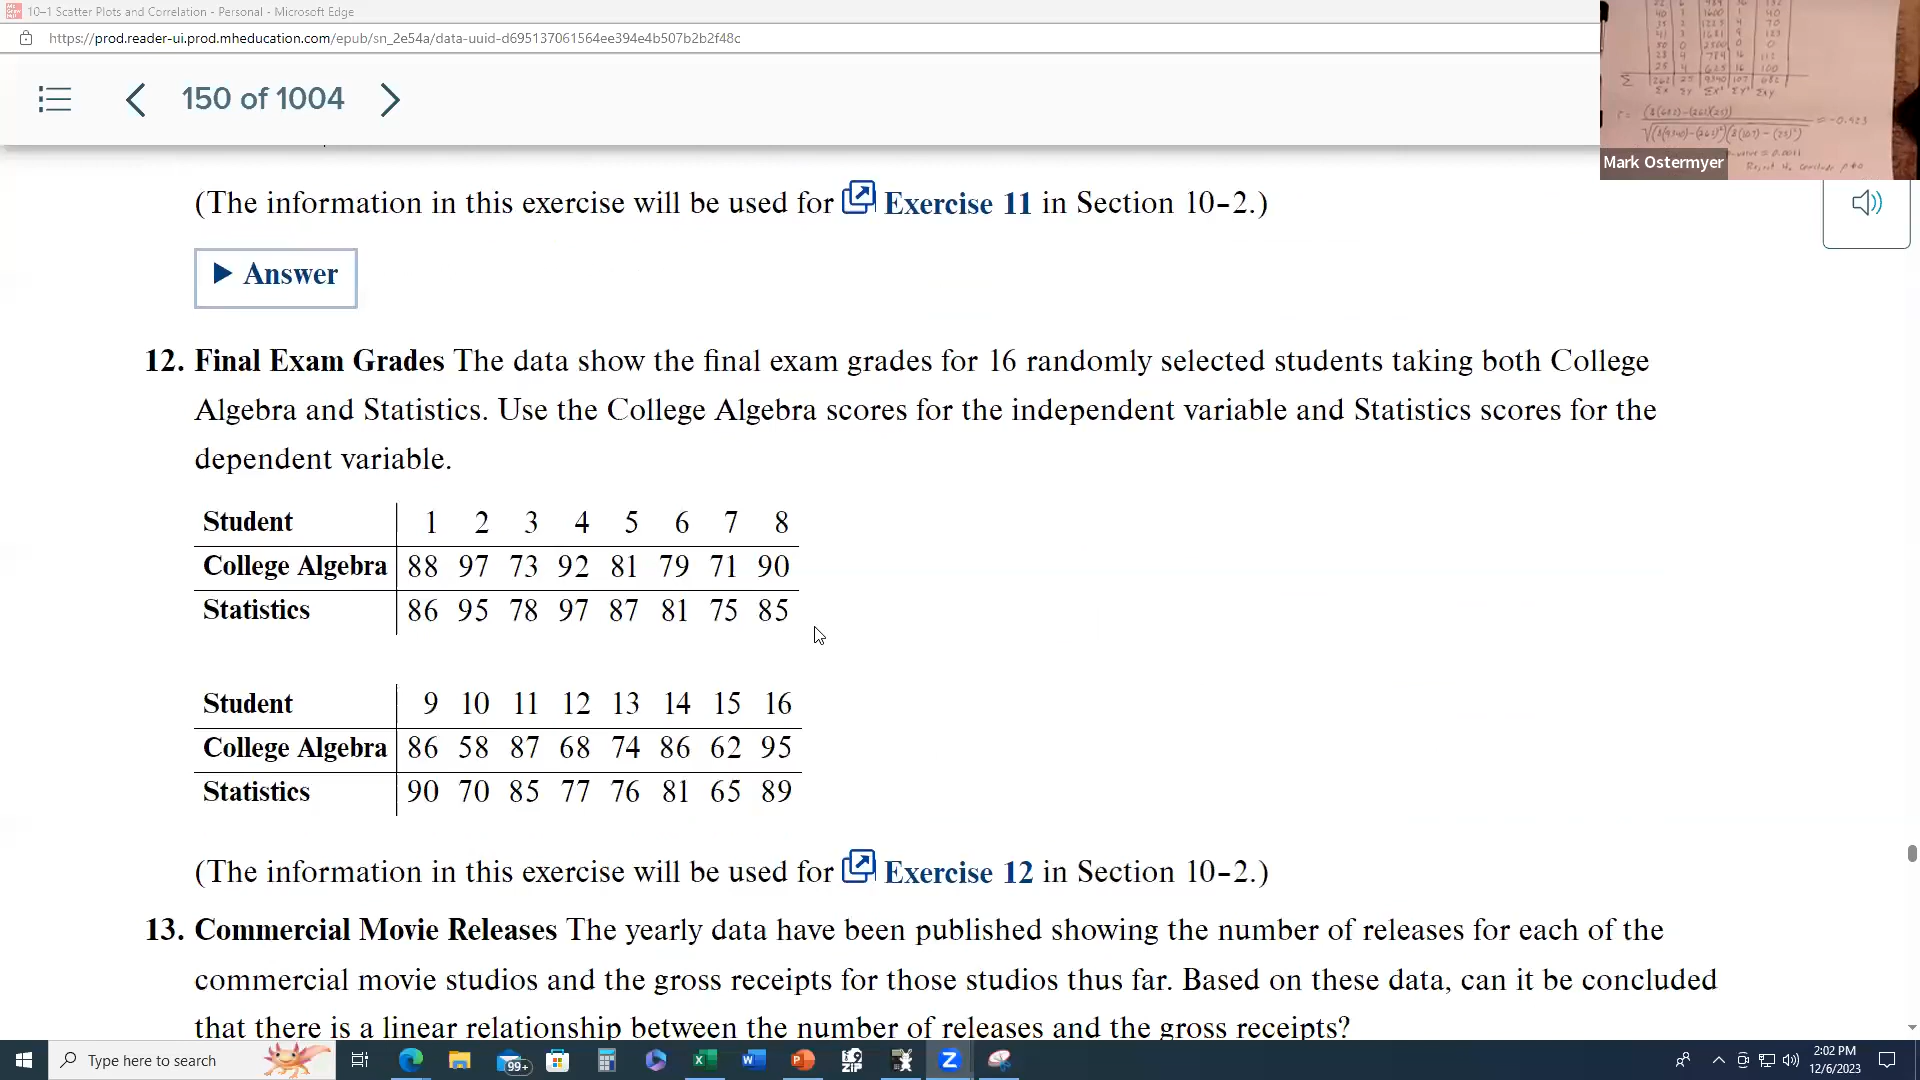 10–1 Scatter Plots and Correlation - Personal - Microsoft Edge
https://prod.reader-ui.prod.mheducation.com/epub/sn_2e54a/data-uuid-d695137061564ee394e4b507b2b2f48c
150 of 1004
Mark Ostermyer
(The information in this exercise will be used for Exercise 11 in Section 10–2.)
Answer
12. Final Exam Grades The data show the final exam grades for 16 randomly selected students taking both College
Algebra and Statistics. Use the College Algebra scores for the independent variable and Statistics scores for the
dependent variable.
Student 1 2 3 4 5 6 7 8
College Algebra 88 97 73 92 81 79 71 90
Statistics 86 95 78 97 87 81 75 85
Student 9 10 11 12 13 14 15 16
College Algebra 86 58 87 68 74 86 62 95
Statistics 90 70 85 77 76 81 65 89
(The information in this exercise will be used for Exercise 12 in Section 10–2.)
13. Commercial Movie Releases The yearly data have been published showing the number of releases for each of the
commercial movie studios and the gross receipts for those studios thus far. Based on these data, can it be concluded
that there is a linear relationship between the number of releases and the gross receipts?
Type here to search
99+
2:02 PM
12/6/2023